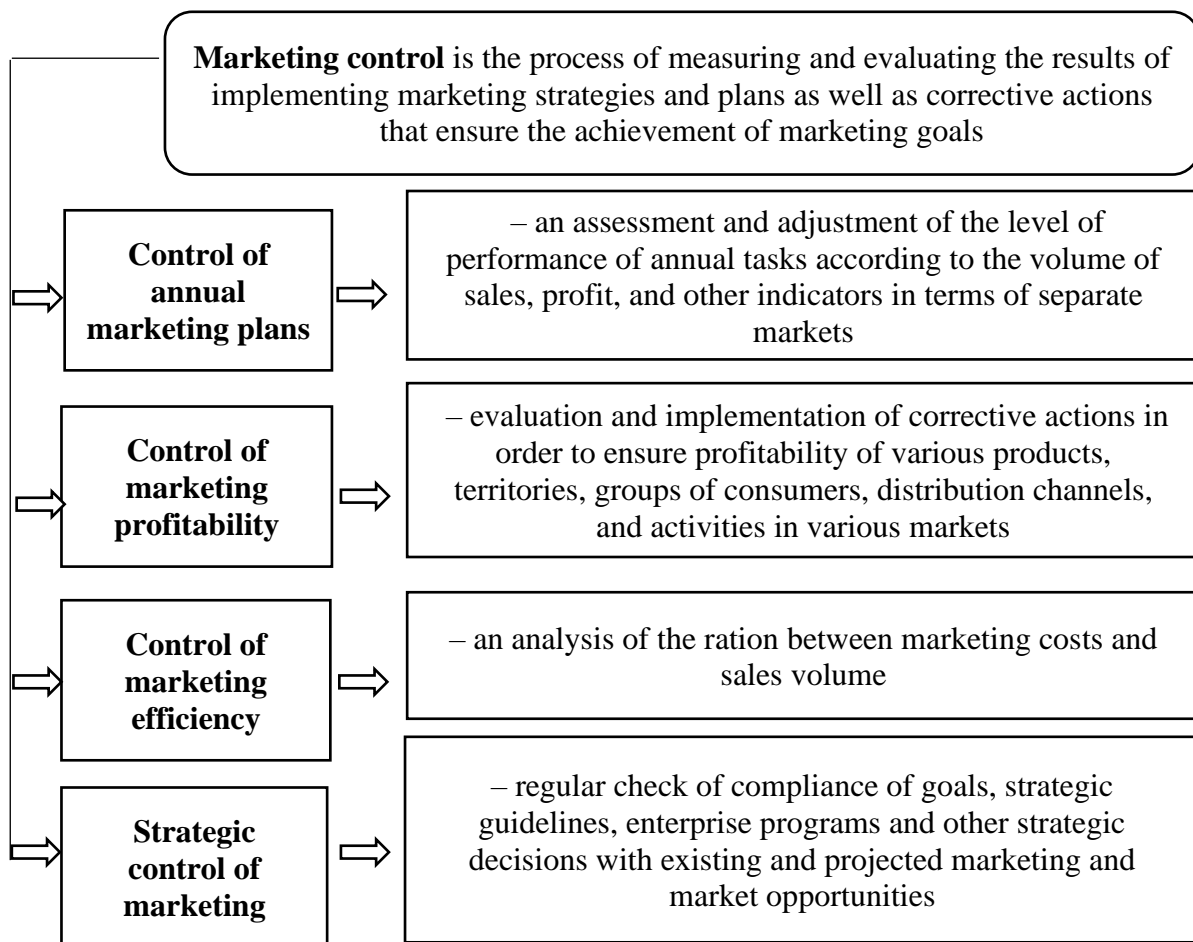 Marketing control is the process of measuring and evaluating the results of
implementing marketing strategies and plans as well as corrective actions
that ensure the achievement of marketing goals
Control of
annual
marketing plans
– an assessment and adjustment of the level of
performance of annual tasks according to the volume of
sales, profit, and other indicators in terms of separate
markets
Control of
marketing
profitability
– evaluation and implementation of corrective actions in
order to ensure profitability of various products,
territories, groups of consumers, distribution channels,
and activities in various markets
Control of
marketing
efficiency
– an analysis of the ration between marketing costs and
sales volume
Strategic
control of
marketing
– regular check of compliance of goals, strategic
guidelines, enterprise programs and other strategic
decisions with existing and projected marketing and
market opportunities